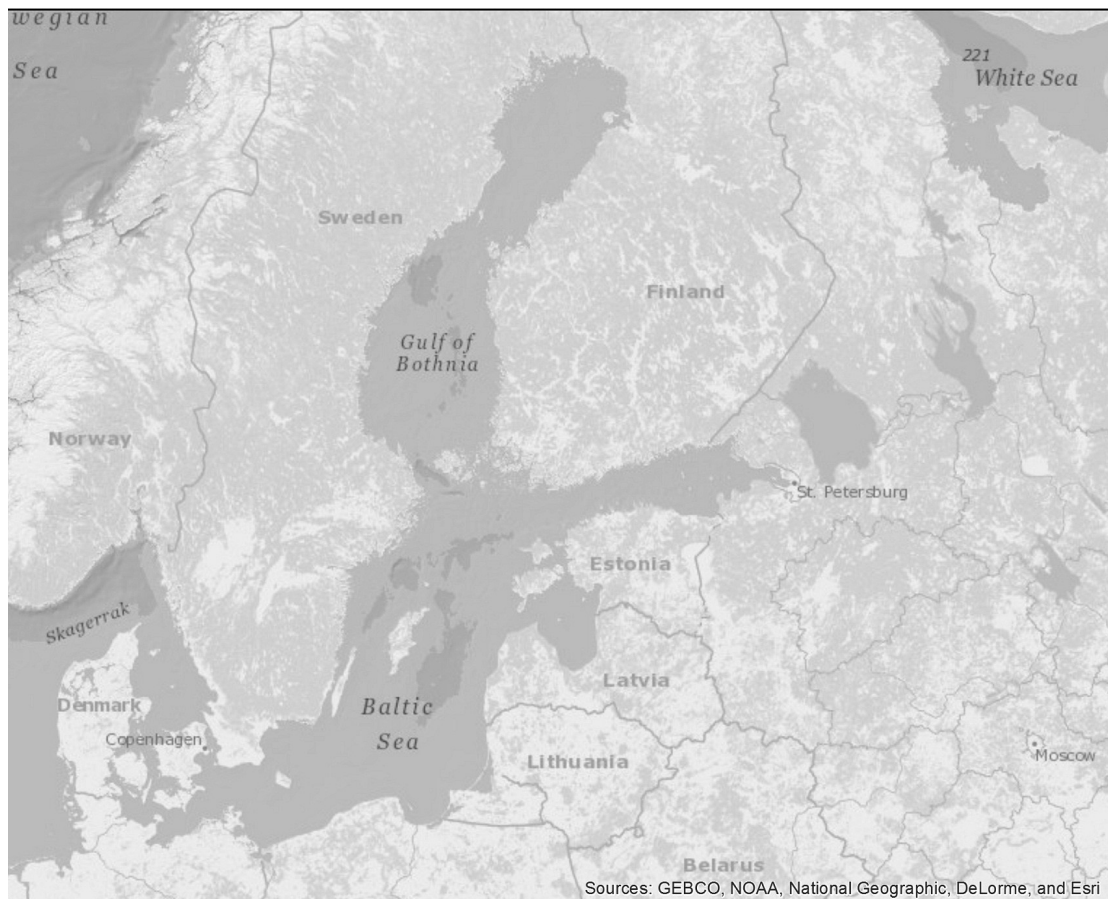 wegian
Sea
221
White Sea
Sweden
Finland
Gulf of
Bothnia
Norway
St. Petersburg
Estonia
Skagerrak
Latvia
Denmark
Baltic
Sea
Copenhagen
Moscow
Lithuania
Belarus
Sources: GEBCO, NOAA, National Geographic, DeLorme, and Esri